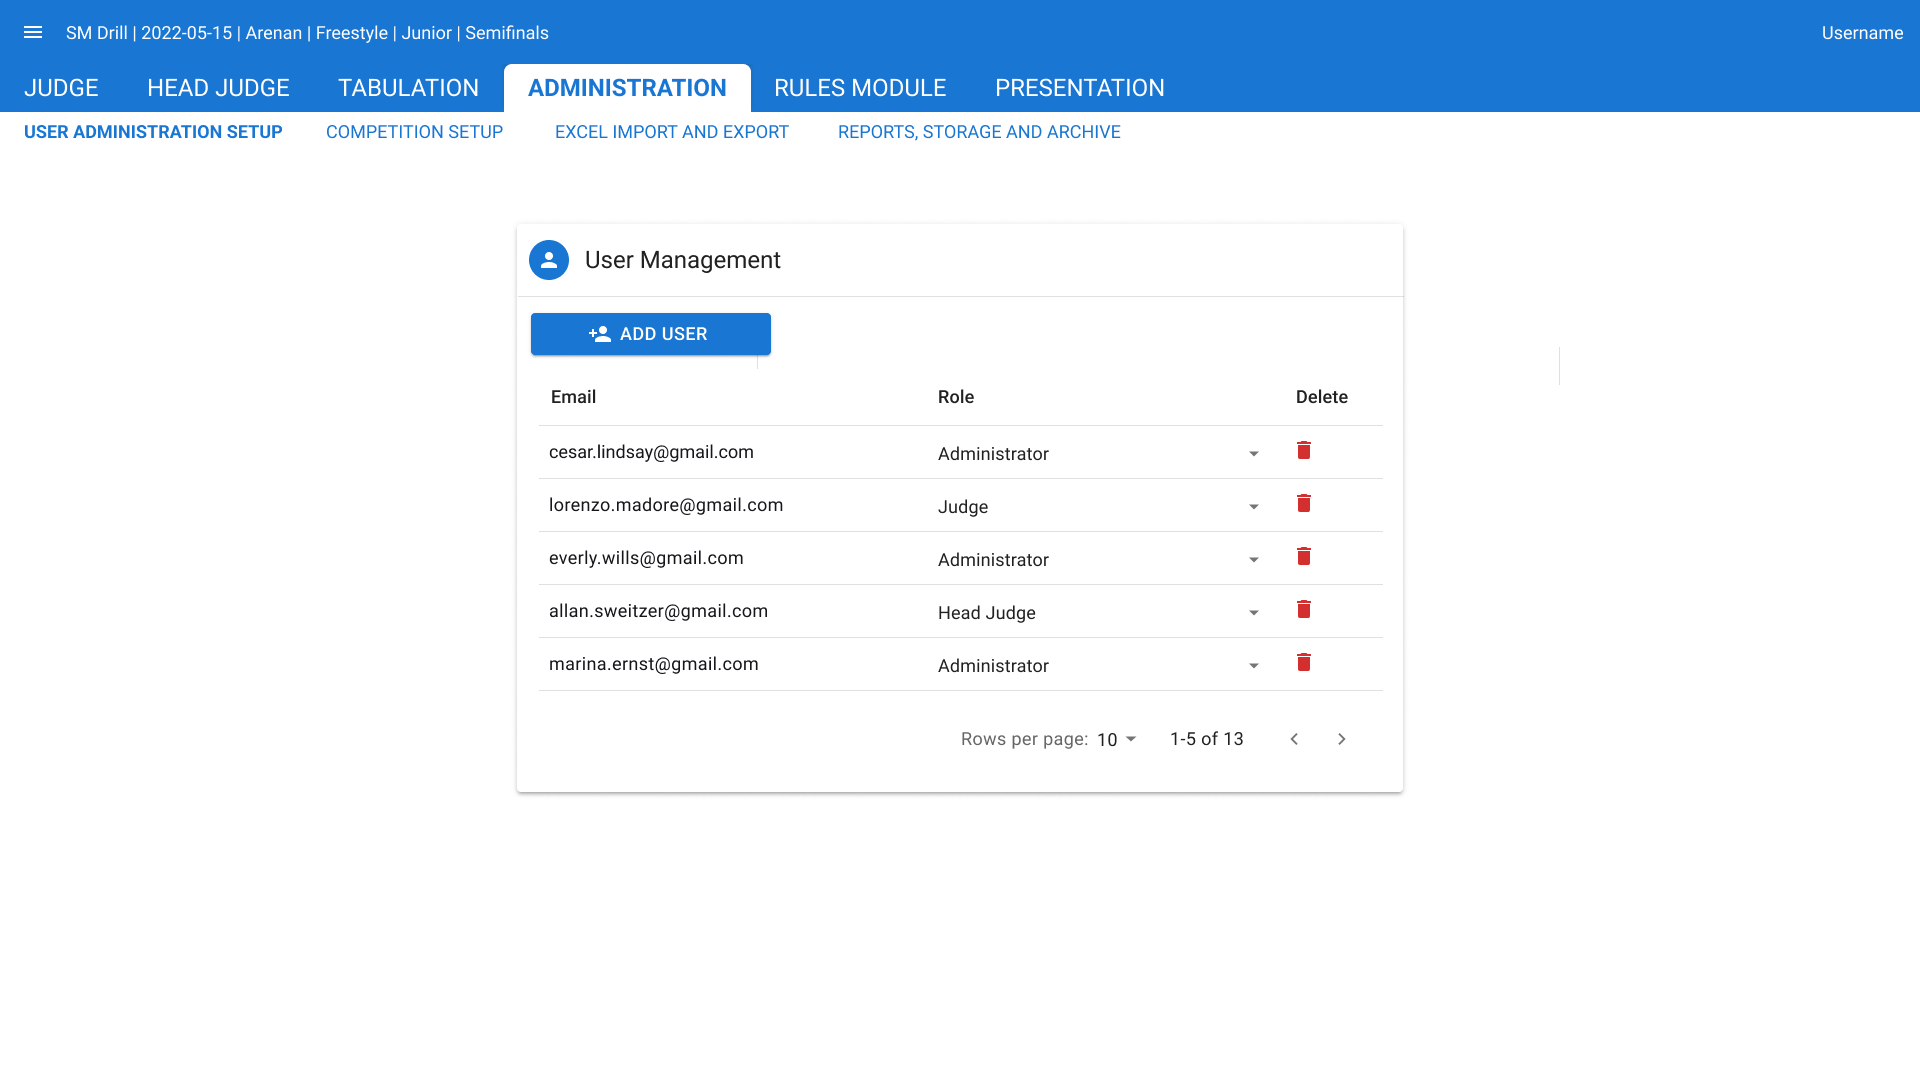 SM Drill | 2022-05-15 | Arenan | Freestyle | Junior | Semifinals
Username
JUDGE
HEAD JUDGE
TABULATION
ADMINISTRATION
RULES MODULE
PRESENTATION
USER ADMINISTRATION SETUP
COMPETITION SETUP
EXCEL IMPORT AND EXPORT
REPORTS, STORAGE AND ARCHIVE
User Management
ADD USER
Email Role Delete
cesar.lindsay@gmail.com Administrator
lorenzo.madore@gmail.com Judge
everly.wills@gmail.com Administrator
allan.sweitzer@gmail.com Head Judge
marina.ernst@gmail.com Administrator
Rows per page: 10 1-5 of 13